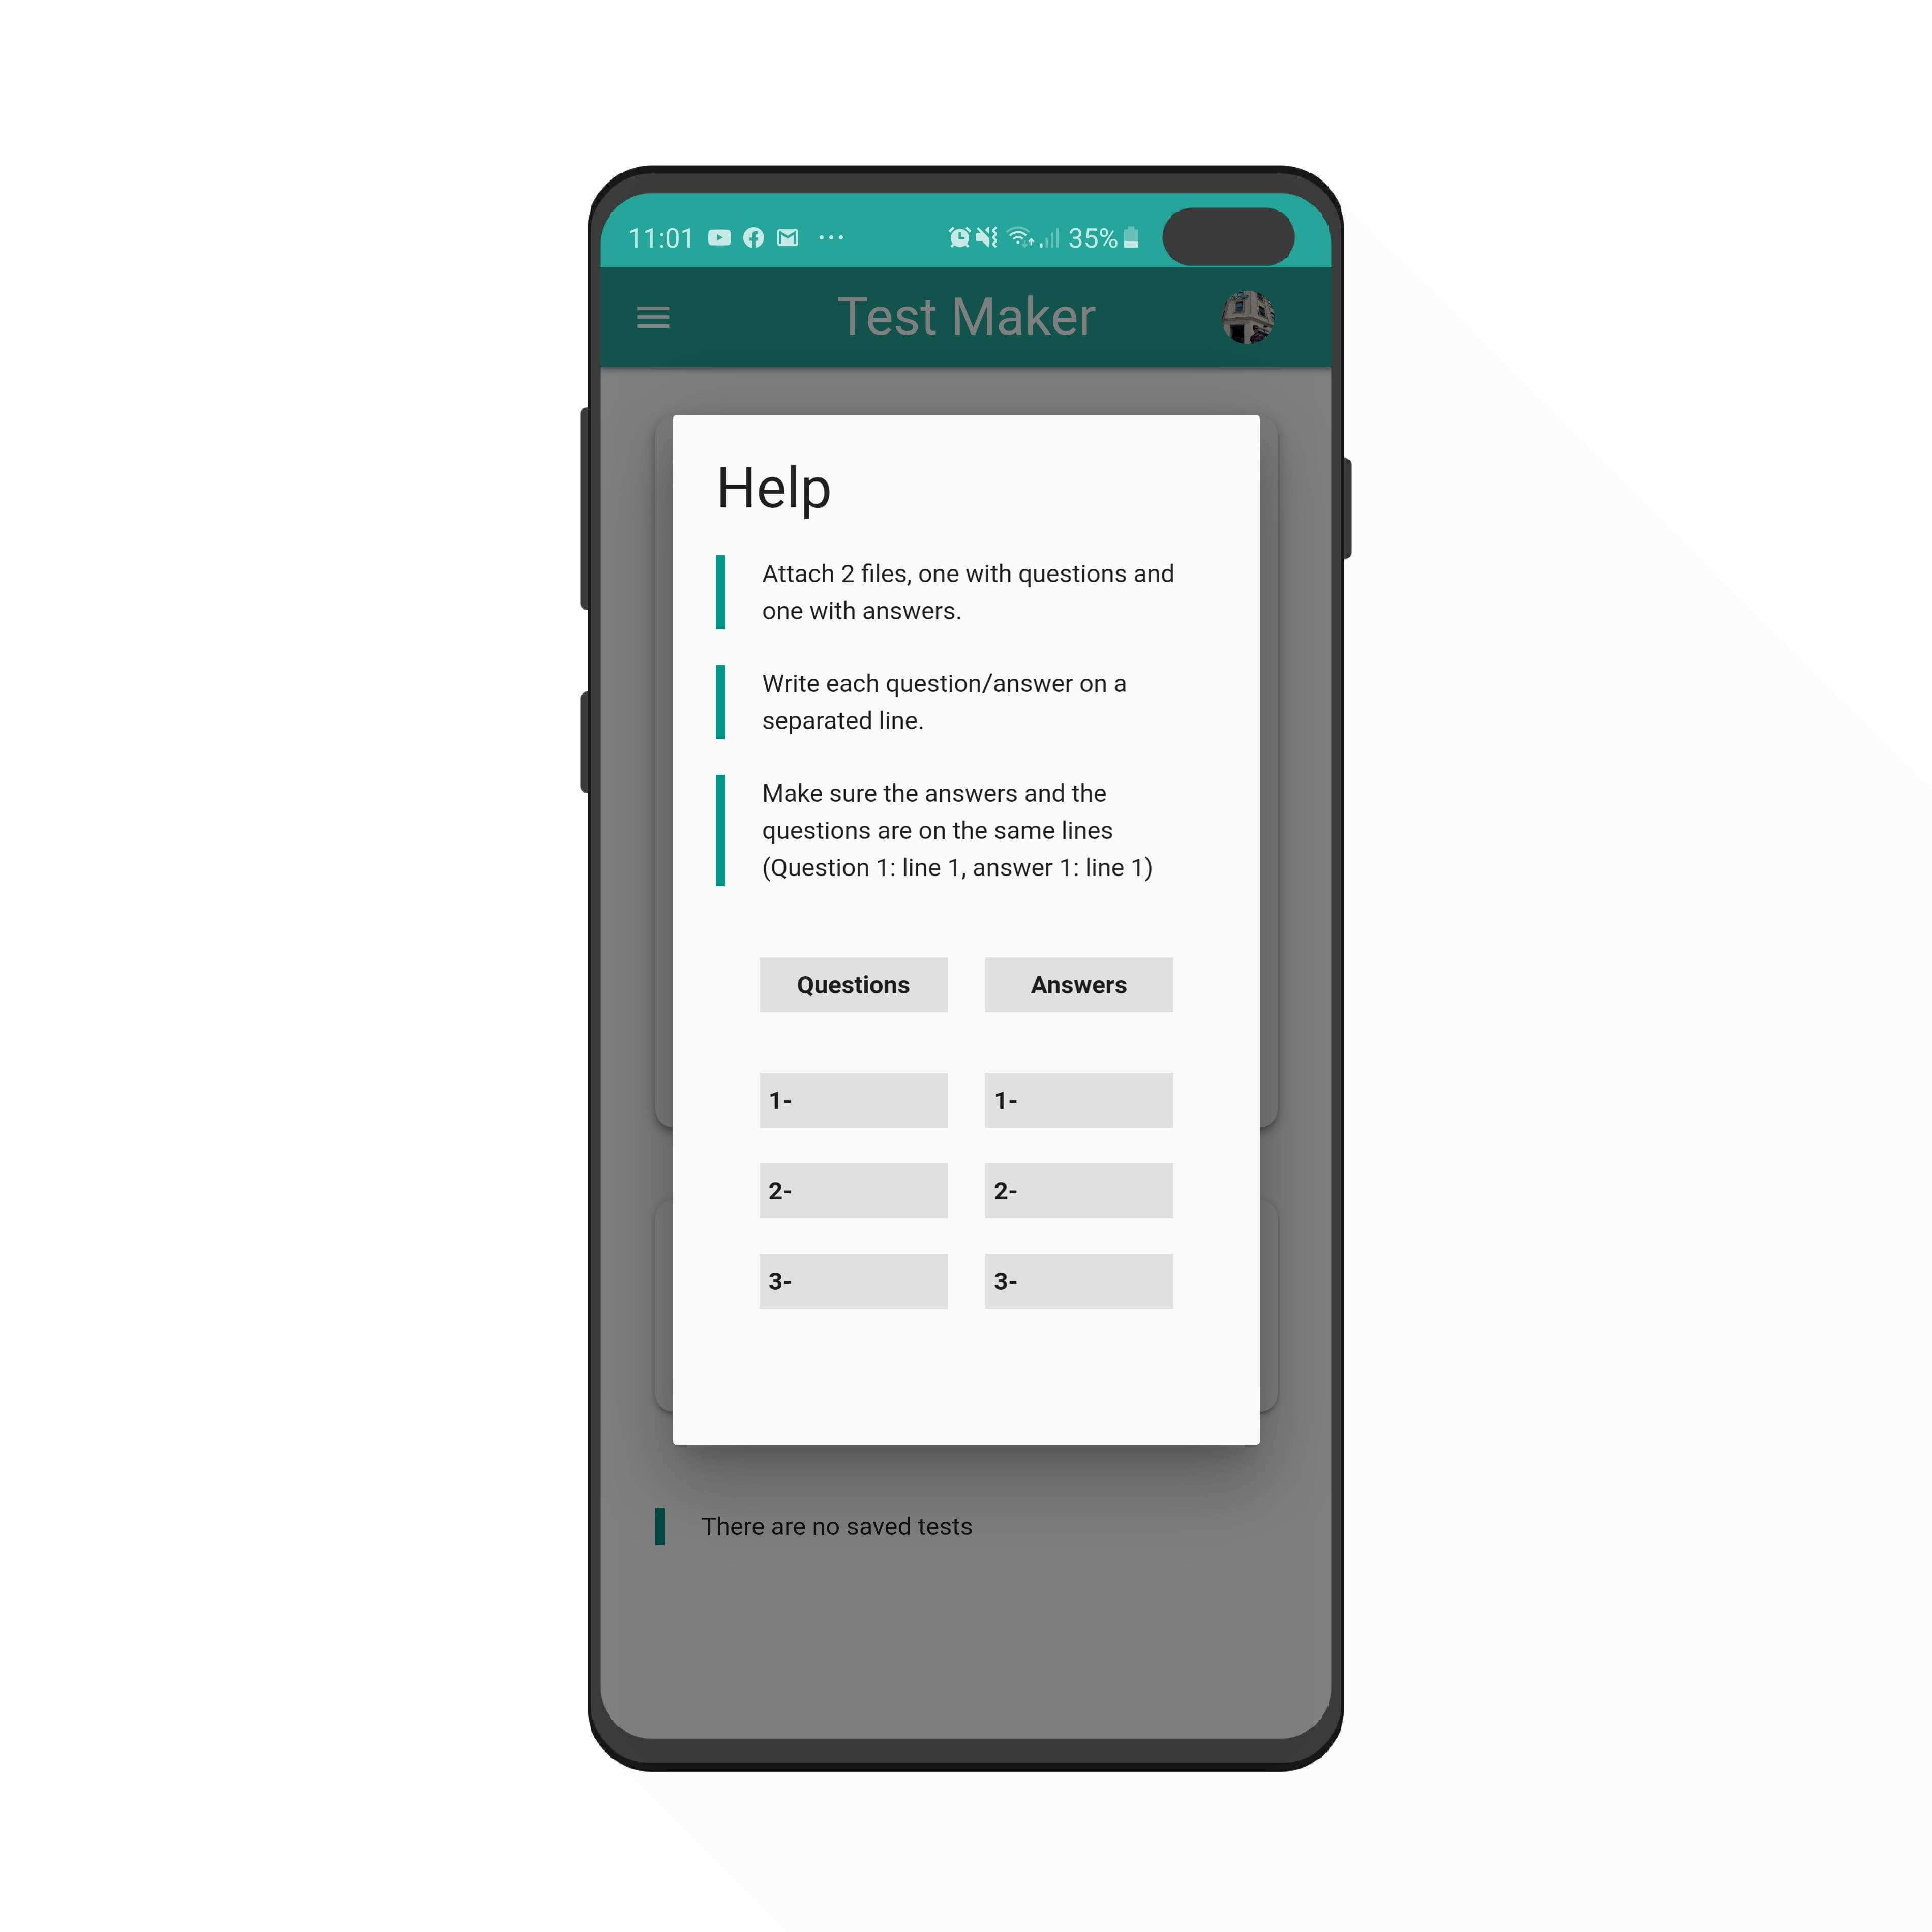 11:01
35%
Test Maker
Help
Attach 2 files, one with questions and
one with answers.
Write each question/answer on a
separated line.
Make sure the answers and the
questions are on the same lines
(Question 1: line 1, answer 1: line 1)
Questions Answers
1- 1-
2- 2-
3- 3-
There are no saved tests